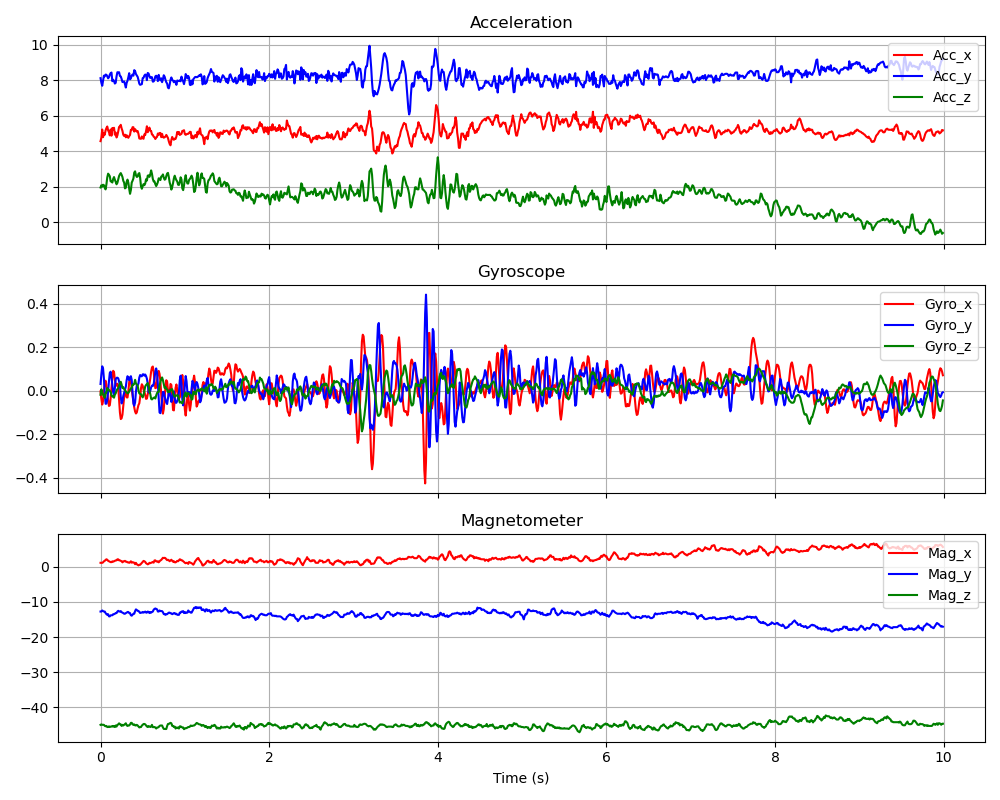 Acceleration
10
8
6
4
2
0
Acc_x
Acc_y
Acc_z
Gyroscope
0.4
0.2
0.0
−0.2
−0.4
Gyro_x
Gyro_y
Gyro_z
Magnetometer
0
−10
−20
−30
−40
Mag_x
Mag_y
Mag_z
0 2 4 6 8 10
Time (s)